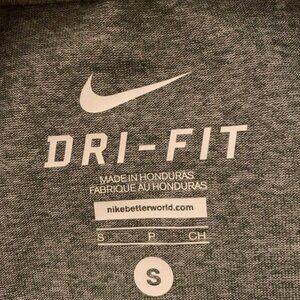 DRI-FIT
MADE IN HONDURAS
FABRIQUE AU HONDURAS
nikebetterworld.com
S P CH
S